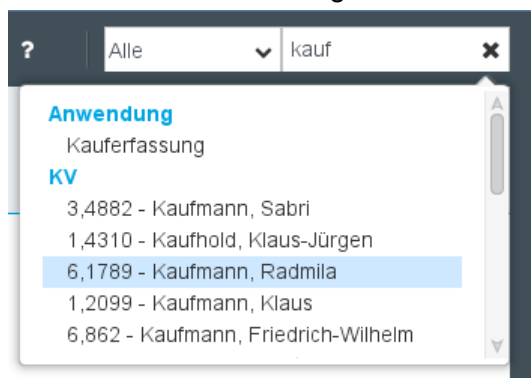 ?
Alle
kauf
Anwendung
Kauferfassung
KV
3,4882 - Kaufmann, Sabri
1,4310 - Kaufhold, Klaus-Jürgen
6,1789 - Kaufmann, Radmila
1,2099 - Kaufmann, Klaus
6,862 - Kaufmann, Friedrich-Wilhelm